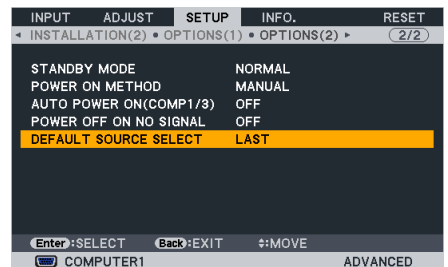 INPUT ADJUST SETUP INFO. RESET
◂ INSTALLATION(2) • OPTIONS(1) • OPTIONS(2) ▸ 2/2
STANDBY MODE NORMAL
POWER ON METHOD MANUAL
AUTO POWER ON(COMP1/3) OFF
POWER OFF ON NO SIGNAL OFF
DEFAULT SOURCE SELECT LAST
Enter:SELECT Back:EXIT ♦:MOVE
COMPUTER1 ADVANCED